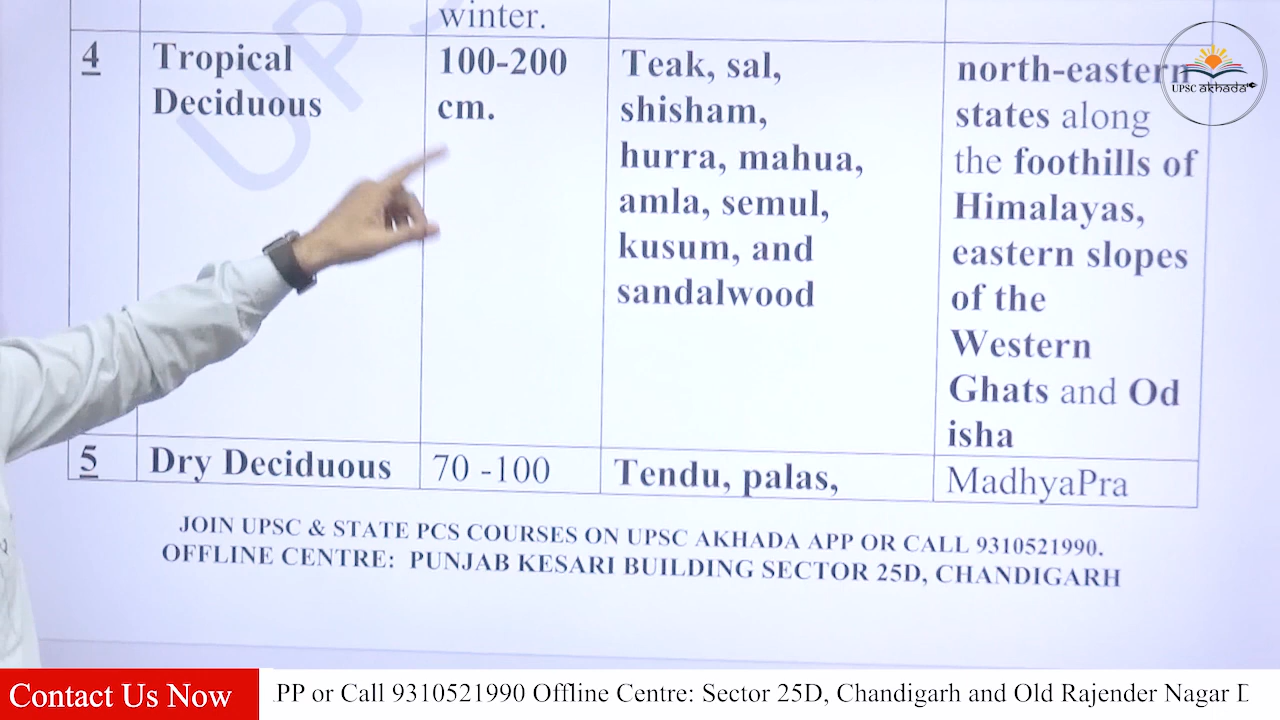 winter.
4
Tropical
Deciduous
100-200
cm.
Teak, sal,
shisham,
hurra, mahua,
amla, semul,
kusum, and
sandalwood
north-eastern
states along
the foothills of
Himalayas,
eastern slopes
of the
Western
Ghats and Od
isha
5
Dry Deciduous
70 -100
Tendu, palas,
MadhyaPra
JOIN UPSC & STATE PCS COURSES ON UPSC AKHADA APP OR CALL 9310521990.
OFFLINE CENTRE: PUNJAB KESARI BUILDING SECTOR 25D, CHANDIGARH
UPSC akhada
UPS
Contact Us Now
PP or Call 9310521990 Offline Centre: Sector 25D, Chandigarh and Old Rajender Nagar D